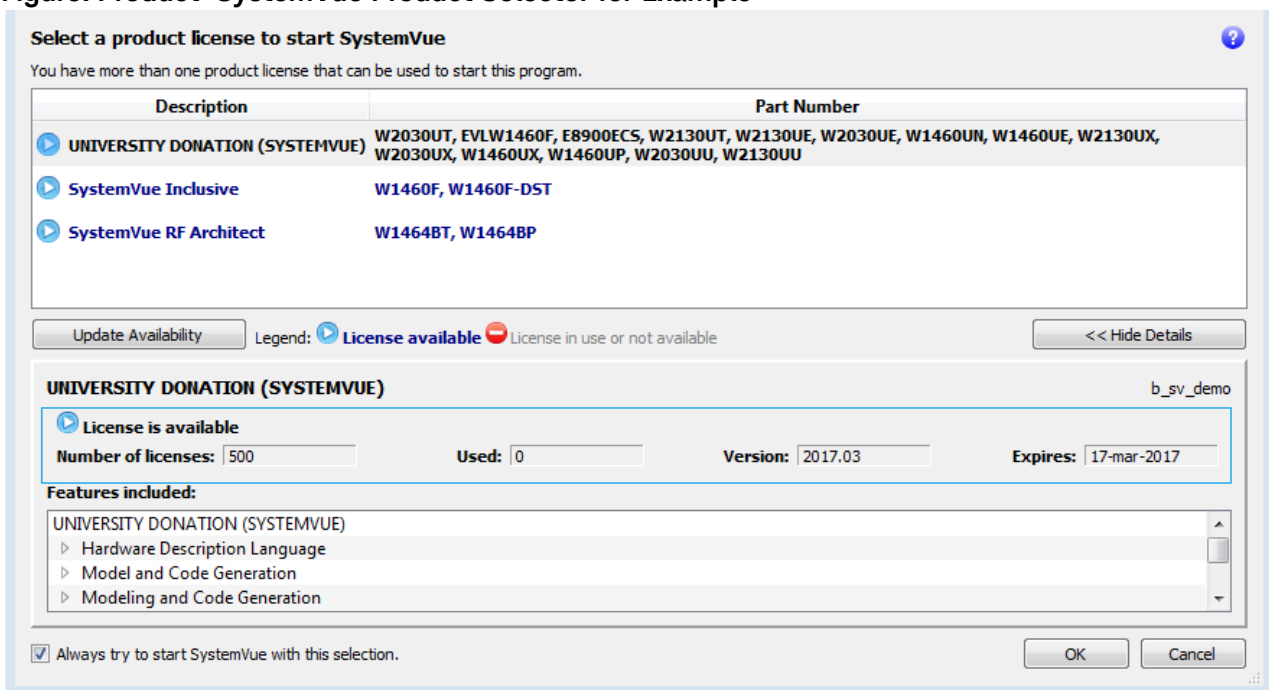 Select a product license to start SystemVue
You have more than one product license that can be used to start this program.
Description Part Number
UNIVERSITY DONATION (SYSTEMVUE) W2030UT, EVLW1460F, E8900ECS, W2130UT, W2130UE, W2030UE, W1460UN, W1460UE, W2130UX,
W2030UX, W1460UX, W1460UP, W2030UU, W2130UU
SystemVue Inclusive W1460F, W1460F-DST
SystemVue RF Architect W1464BT, W1464BP
Update Availability Legend: License available License in use or not available << Hide Details
UNIVERSITY DONATION (SYSTEMVUE) b_sv_demo
License is available
Number of licenses: 500 Used: 0 Version: 2017.03 Expires: 17-mar-2017
Features included:
UNIVERSITY DONATION (SYSTEMVUE)
Hardware Description Language
Model and Code Generation
Modeling and Code Generation
Always try to start SystemVue with this selection. OK Cancel